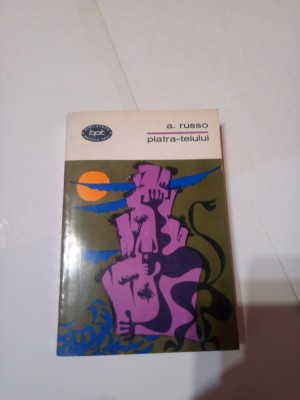 bpt
a. russo
piatra-teiului